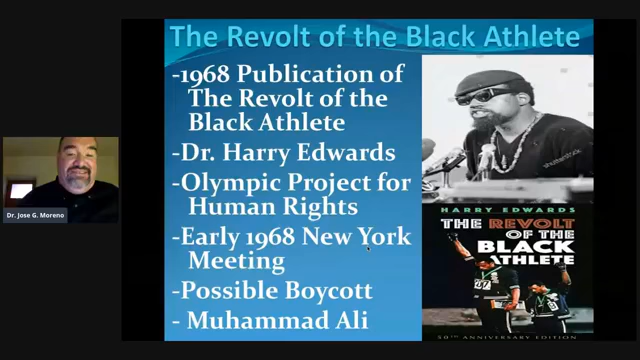 The Revolt of the Black Athlete
-1968 Publication of
The Revolt of the
Black Athlete
-Dr. Harry Edwards
-Olympic Project for
Human Rights
-Early 1968 New York
Meeting
-Possible Boycott
- Muhammad Ali
shutterstock
HARRY EDWARDS
THE REVOLT
OF THE
BLACK
ATHLETE
50TH ANNIVERSARY EDITION
Dr. Jose G. Moreno